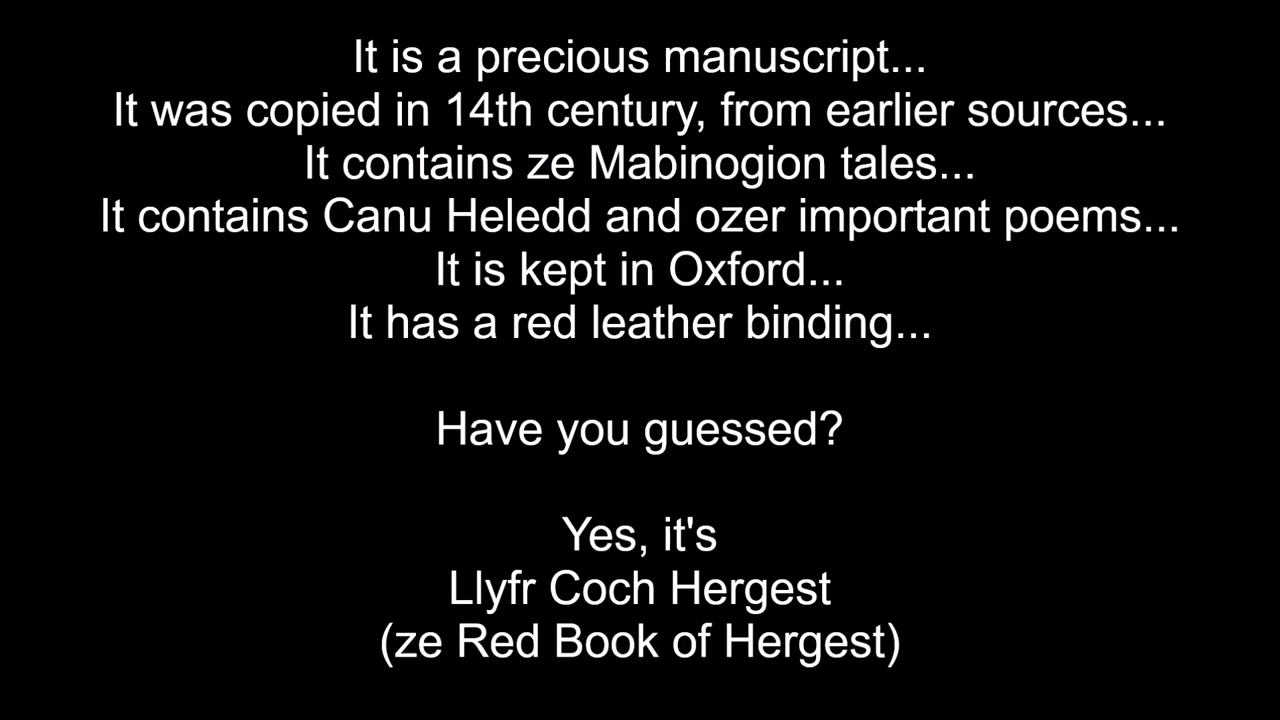 It is a precious manuscript...
It was copied in 14th century, from earlier sources...
It contains ze Mabinogion tales...
It contains Canu Heledd and ozer important poems...
It is kept in Oxford...
It has a red leather binding...
Have you guessed?
Yes, it's
Llyfr Coch Hergest
(ze Red Book of Hergest)